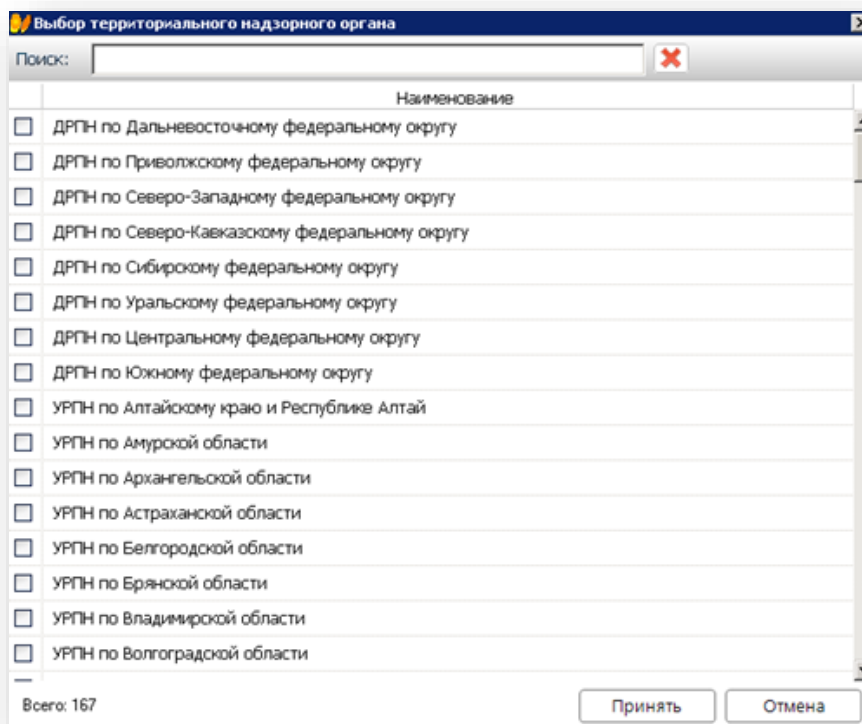 Выбор территориального надзорного органа
Поиск:
Наименование
ДРПН по Дальневосточному федеральному округу
ДРПН по Приволжскому федеральному округу
ДРПН по Северо-Западному федеральному округу
ДРПН по Северо-Кавказскому федеральному округу
ДРПН по Сибирскому федеральному округу
ДРПН по Уральскому федеральному округу
ДРПН по Центральному федеральному округу
ДРПН по Южному федеральному округу
УРПН по Алтайскому краю и Республике Алтай
УРПН по Амурской области
УРПН по Архангельской области
УРПН по Астраханской области
УРПН по Белгородской области
УРПН по Брянской области
УРПН по Владимирской области
УРПН по Волгоградской области
Всего: 167
Принять
Отмена